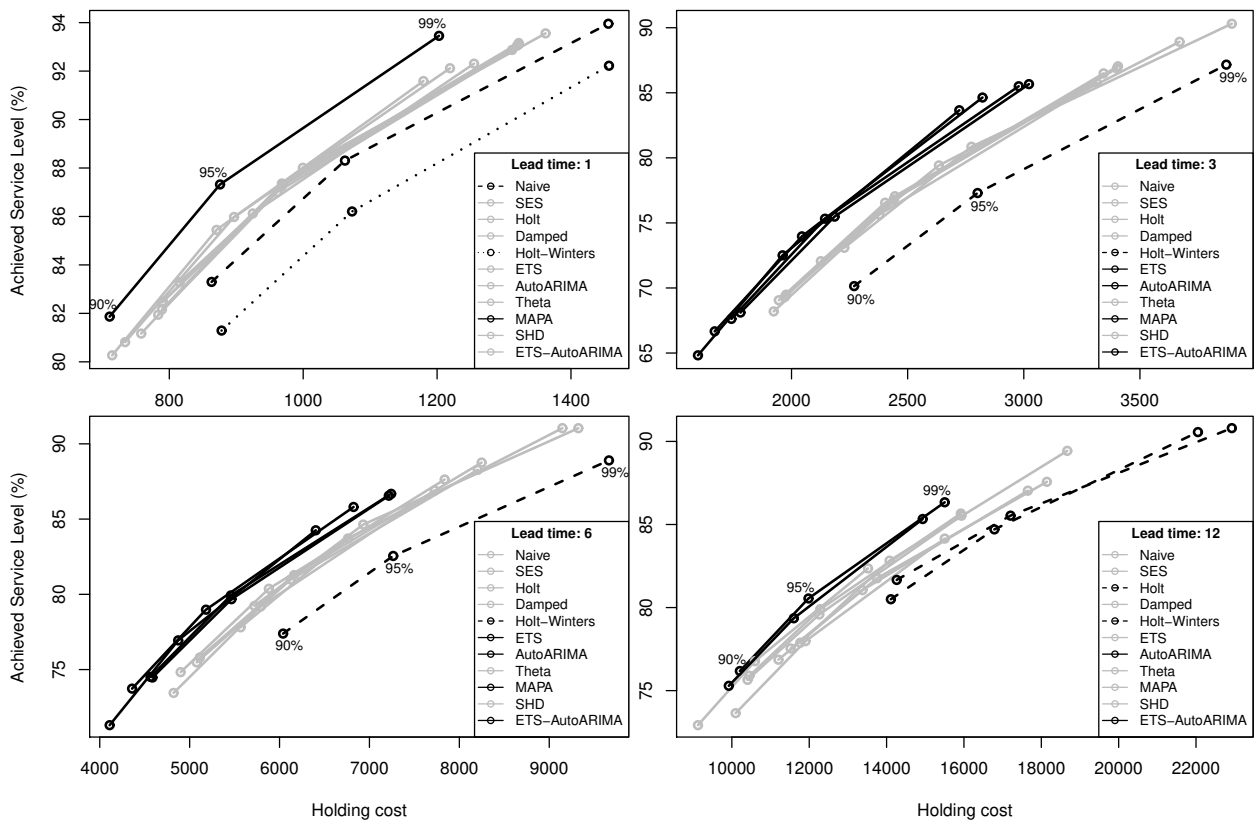 94
92
90
88
86
84
82
80
Achieved Service Level (%)
99%
95%
90%
Lead time: 1
Naive
SES
Holt
Damped
Holt−Winters
ETS
AutoARIMA
Theta
MAPA
SHD
ETS−AutoARIMA
800
1000
1200
1400
90
85
80
75
70
65
99%
95%
90%
Lead time: 3
Naive
SES
Holt
Damped
Holt−Winters
ETS
AutoARIMA
Theta
MAPA
SHD
ETS−AutoARIMA
2000
2500
3000
3500
90
85
80
75
Achieved Service Level (%)
99%
95%
90%
Lead time: 6
Naive
SES
Holt
Damped
Holt−Winters
ETS
AutoARIMA
Theta
MAPA
SHD
ETS−AutoARIMA
4000
5000
6000
7000
8000
9000
Holding cost
90
85
80
75
99%
95%
90%
Lead time: 12
Naive
SES
Holt
Damped
Holt−Winters
ETS
AutoARIMA
Theta
MAPA
SHD
ETS−AutoARIMA
10000
12000
14000
16000
18000
20000
22000
Holding cost